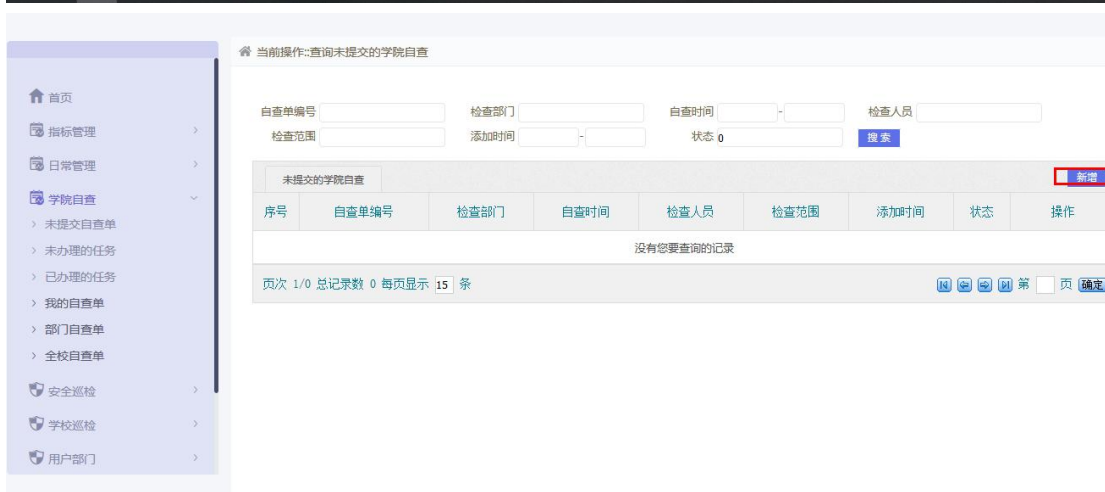 当前操作::查询未提交的学院自查
首页
指标管理
日常管理
学院自查
未提交自查单
未办理的任务
已办理的任务
我的自查单
部门自查单
全校自查单
安全巡检
学校巡检
用户部门
自查单编号 检查部门 自查时间 - 检查人员
检查范围 添加时间 - 状态 0 搜索
未提交的学院自查 新增
序号 自查单编号 检查部门 自查时间 检查人员 检查范围 添加时间 状态 操作
没有您要查询的记录
页次 1/0 总记录数 0 每页显示 15 条 第 页 确定